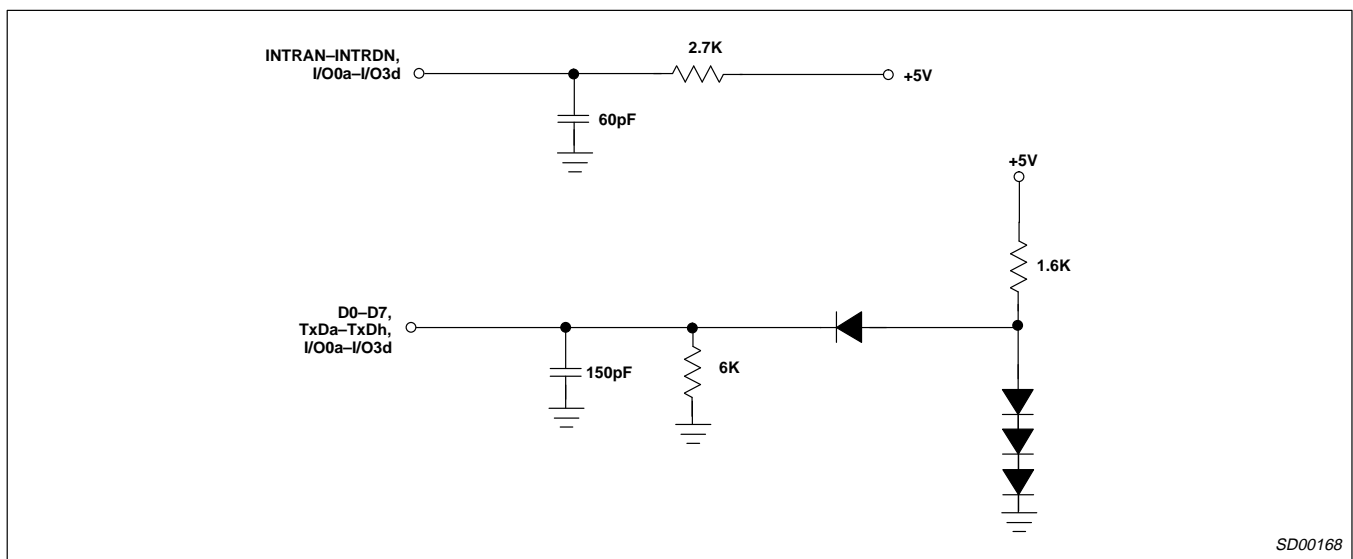 INTRAN–INTRDN,
I/O0a–I/O3d
2.7K
+5V
60pF
+5V
1.6K
D0–D7,
TxDa–TxDh,
I/O0a–I/O3d
150pF
6K
SD00168